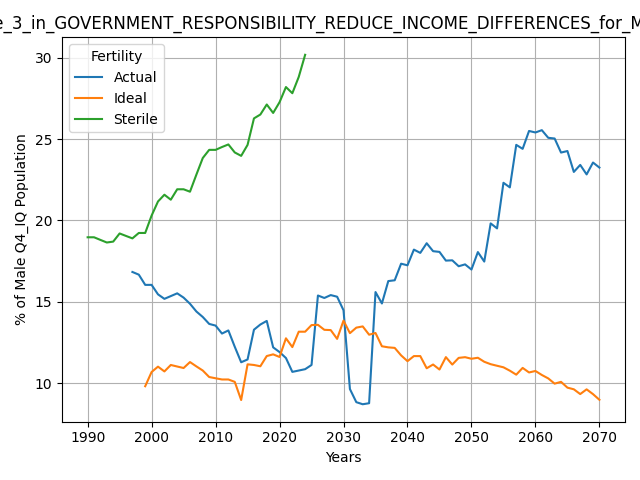 e_3_in_GOVERNMENT_RESPONSIBILITY_REDUCE_INCOME_DIFFERENCES_for_M
Fertility
Actual
Ideal
Sterile
% of Male Q4_IQ Population
30
25
20
15
10
1990 2000 2010 2020 2030 2040 2050 2060 2070
Years